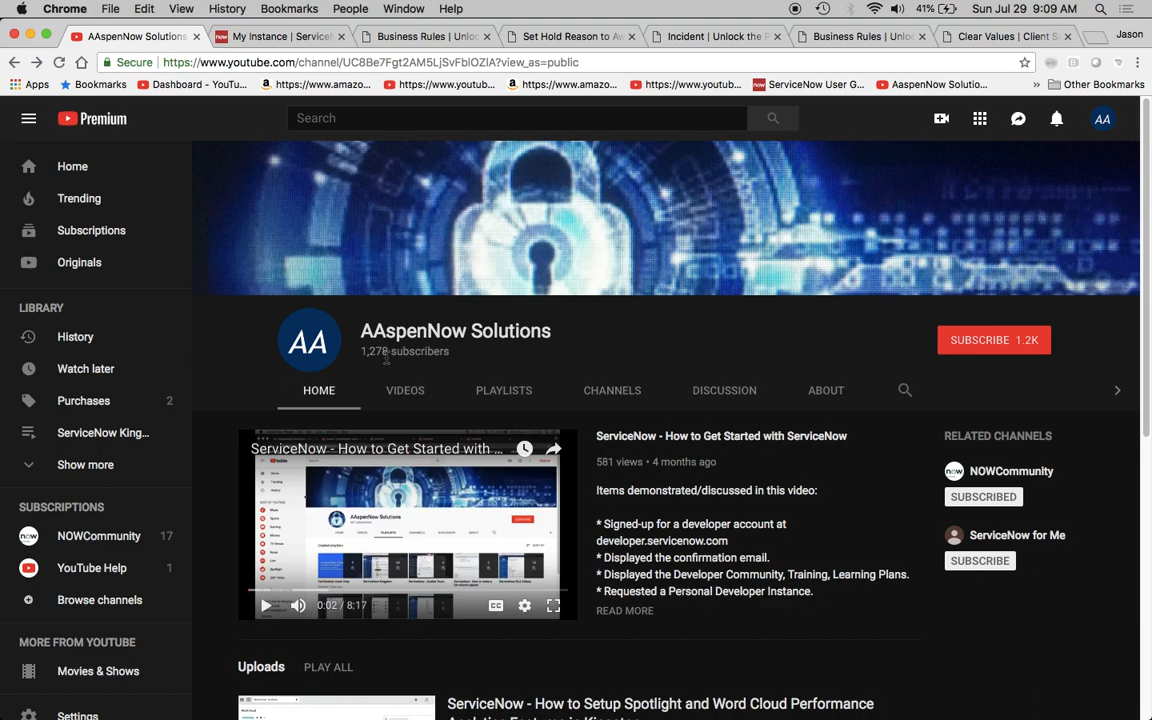 Chrome File Edit View History Bookmarks People Window Help 41% Sun Jul 29 9:09 AM
AAspenNow Solutions My Instance | ServiceN Business Rules | Unloc Set Hold Reason to Aw Incident | Unlock the P Business Rules | Unloc Clear Values | Client S Jason
Secure https://www.youtube.com/channel/UC8Be7Fgt2AM5LjSvFblOZlA?view_as=public
Apps Bookmarks Dashboard - YouTu... https://www.amazo... https://www.youtub... https://www.amazo... https://www.youtub... ServiceNow User G... AaspenNow Solutio... » Other Bookmarks
Premium Search AA
Home
Trending
Subscriptions
Originals
LIBRARY
History
Watch later
Purchases 2
ServiceNow King...
Show more
SUBSCRIPTIONS
NOWCommunity 17
YouTube Help 1
Browse channels
MORE FROM YOUTUBE
Movies & Shows
Settings
AA
AAspenNow Solutions
1,278 subscribers
SUBSCRIBE 1.2K
HOME VIDEOS PLAYLISTS CHANNELS DISCUSSION ABOUT
ServiceNow - How to Get Started with ...
0:02 / 8:17
ServiceNow - How to Get Started with ServiceNow
581 views • 4 months ago
Items demonstrated/discussed in this video:
* Signed-up for a developer account at
developer.servicenow.com
* Displayed the confirmation email.
* Displayed the Developer Community, Training, Learning Plans.
* Requested a Personal Developer Instance.
READ MORE
RELATED CHANNELS
NOWCommunity
SUBSCRIBED
ServiceNow for Me
SUBSCRIBE
Uploads PLAY ALL
ServiceNow - How to Setup Spotlight and Word Cloud Performance
Analytics Features in Kingston